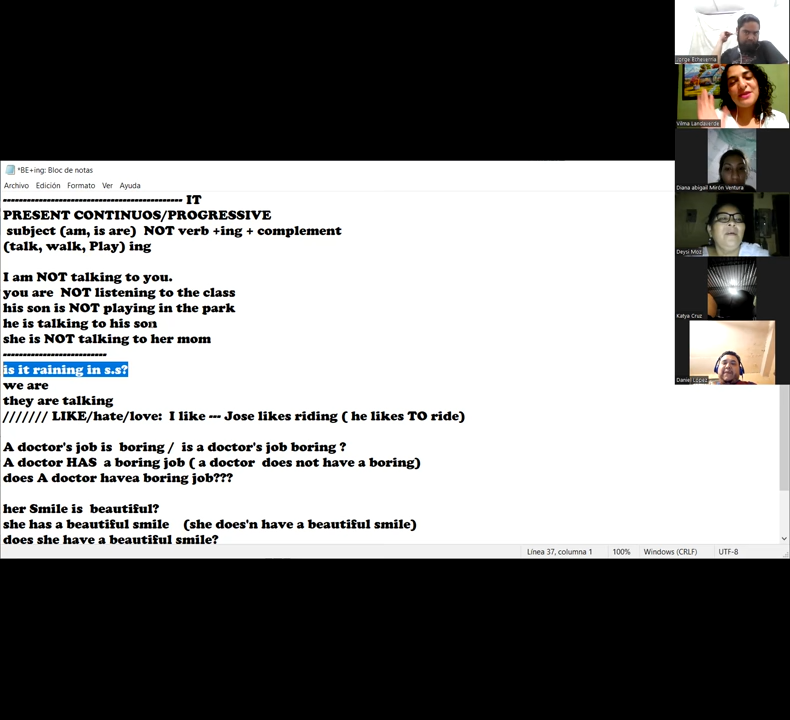 *BE+ing: Bloc de notas
Archivo Edición Formato Ver Ayuda
--------------------------------------------- IT
PRESENT CONTINUOS/PROGRESSIVE
subject (am, is are) NOT verb +ing + complement
(talk, walk, Play) ing
I am NOT talking to you.
you are NOT listening to the class
his son is NOT playing in the park
he is talking to his son
she is NOT talking to her mom
--------------------------
is it raining in s.s?
we are
they are talking
/////// LIKE/hate/love: I like --- Jose likes riding ( he likes TO ride)
A doctor's job is boring / is a doctor's job boring ?
A doctor HAS a boring job ( a doctor does not have a boring)
does A doctor havea boring job???
her Smile is beautiful?
she has a beautiful smile (she does'n have a beautiful smile)
does she have a beautiful smile?
Línea 37, columna 1 100% Windows (CRLF) UTF-8
Jorge Echeverria
Vilma Landaverde
Diana abigail Mirón Ventura
Deysi Moz
Katya Cruz
Daniel Lopez